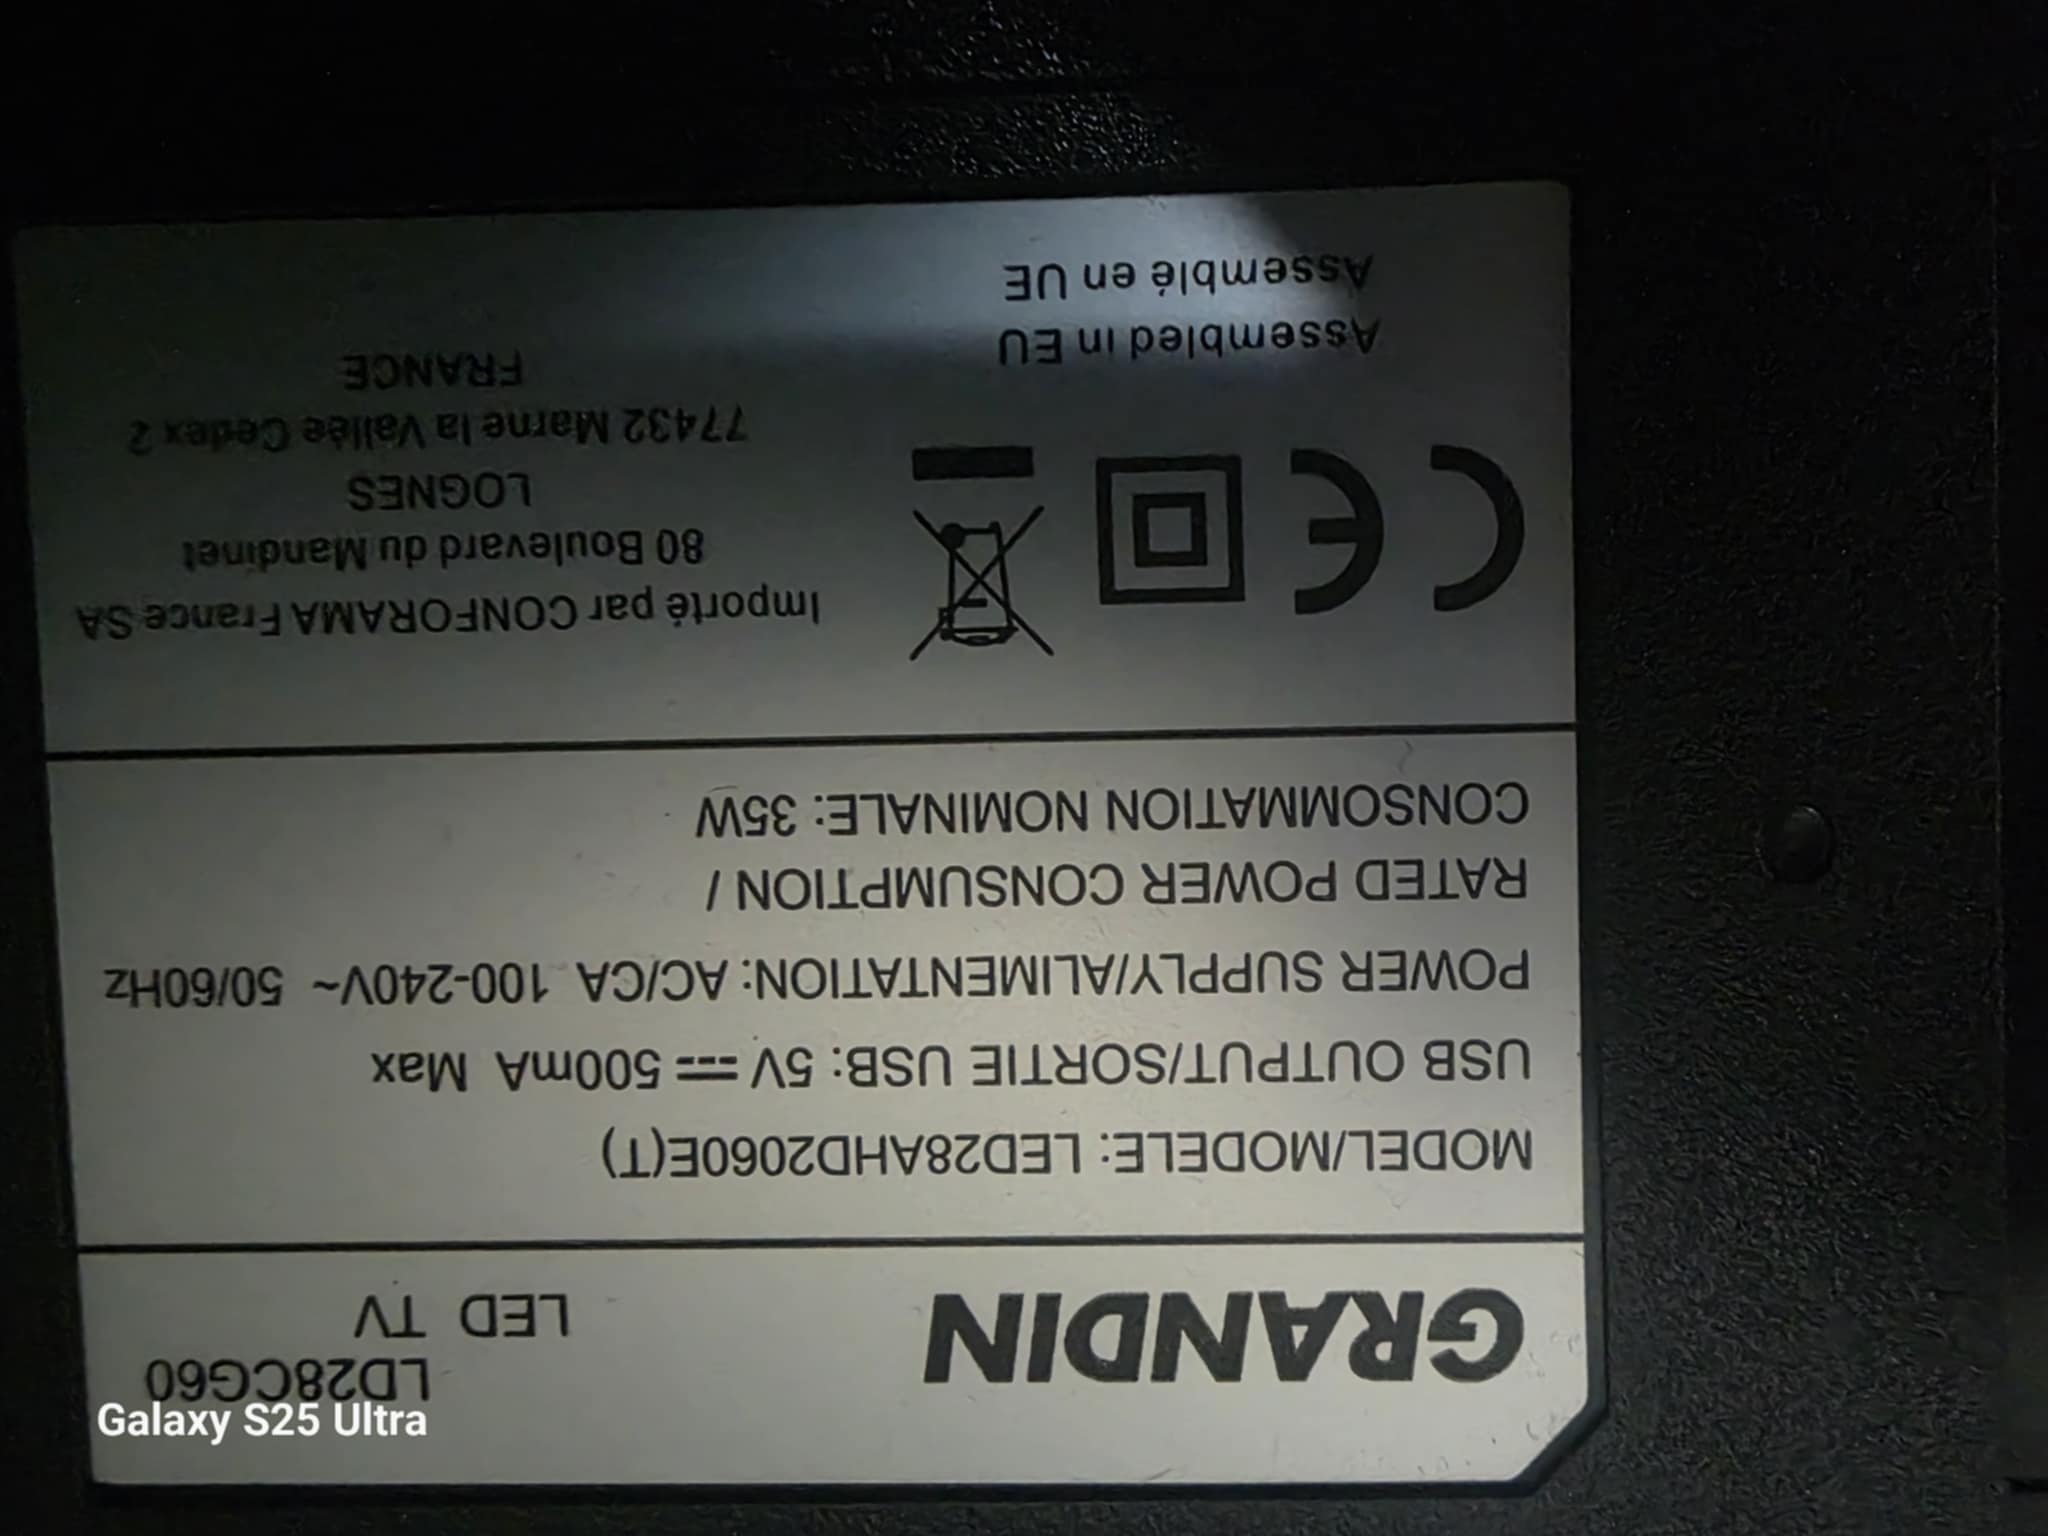 GRANDIN
LD28CG60
LED TV
MODEL/MODELE: LED28AHD2060E(T)
USB OUTPUT/SORTIE USB: 5V ⎓ 500mA Max
POWER SUPPLY/ALIMENTATION: AC/CA 100-240V~ 50/60Hz
RATED POWER CONSUMPTION /
CONSOMMATION NOMINALE: 35W
CE
Assembled in EU
Assemblé en UE
Importé par CONFORAMA France SA
80 Boulevard du Mandinet
LOGNES
77432 Marne la Vallée Cedex 2
FRANCE
Galaxy S25 Ultra